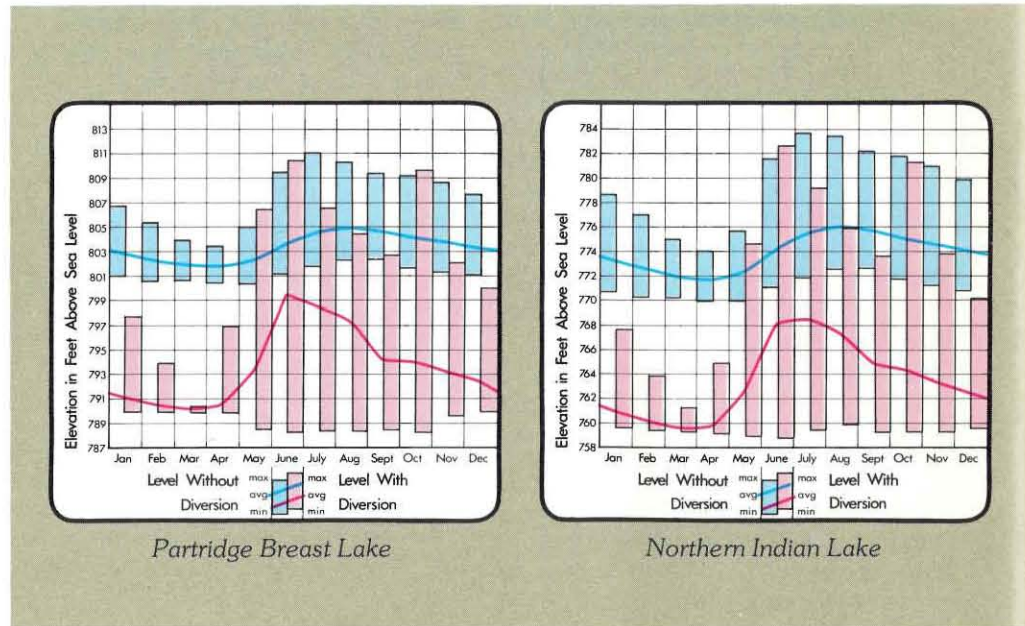 Elevation in Feet Above Sea Level
813
811
809
807
805
803
801
799
797
795
793
791
789
787
Jan Feb Mar Apr May June July Aug Sept Oct Nov Dec
Level Without Diversion
max
avg
min
max
avg
min
Level With Diversion
Partridge Breast Lake
Elevation in Feet Above Sea Level
784
782
780
778
776
774
772
770
768
766
764
762
760
758
Jan Feb Mar Apr May June July Aug Sept Oct Nov Dec
Level Without Diversion
max
avg
min
max
avg
min
Level With Diversion
Northern Indian Lake